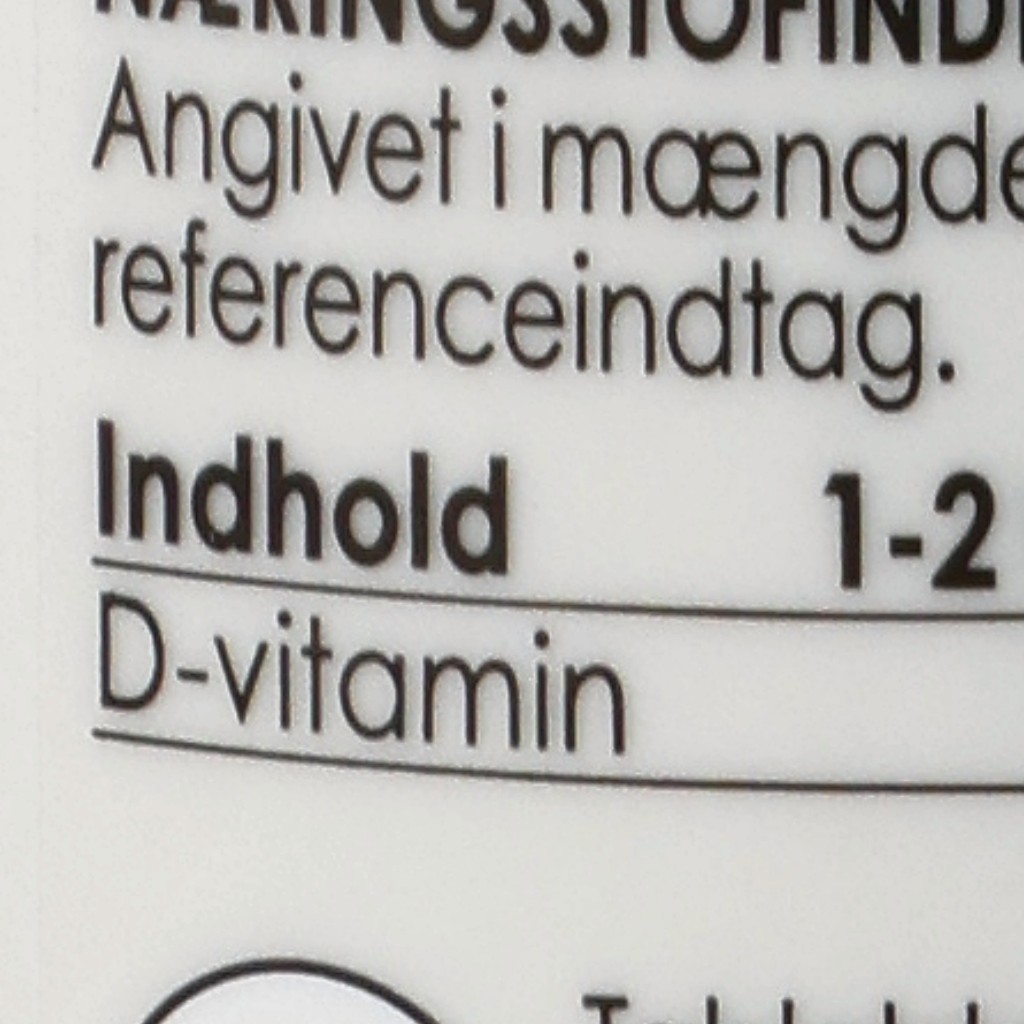 Angivet i mængde
referenceindtag.
Indhold 1-2
D-vitamin